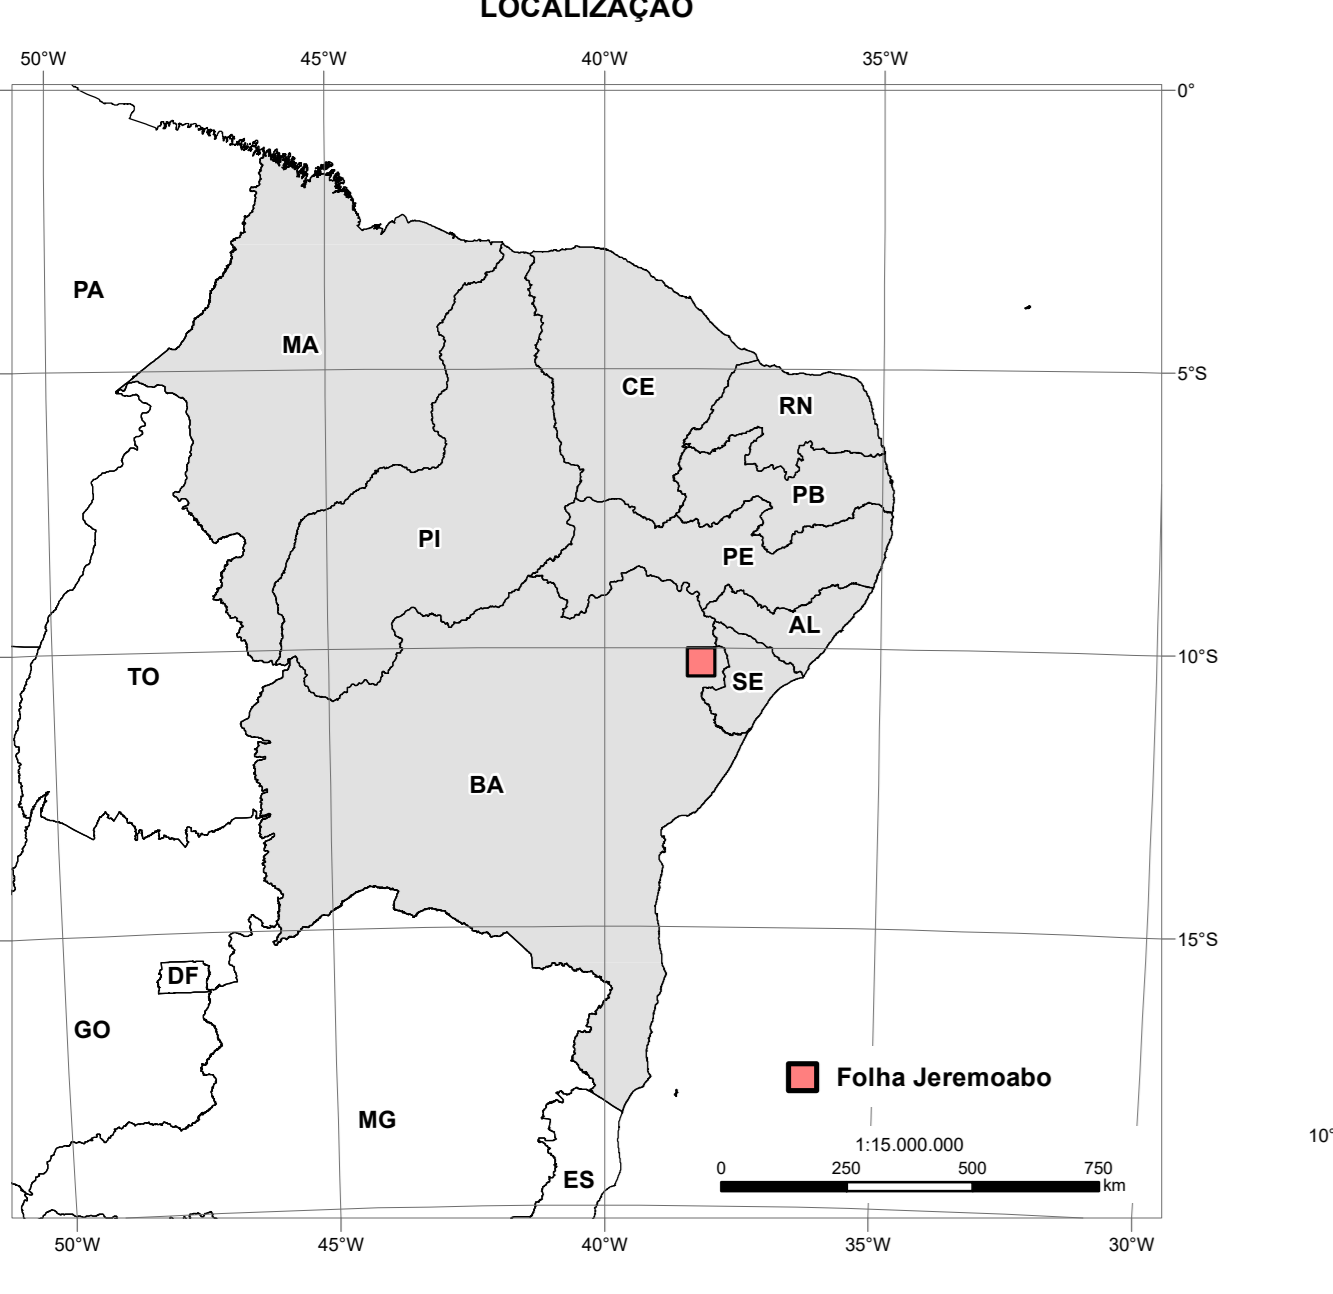 LOCALIZAÇÃO
50°W 45°W 40°W 35°W
0°
PA
MA
5°S
CE
RN
PB
PI
PE
AL
10°S
TO
SE
BA
15°S
DF
GO
Folha Jeremoabo
MG
10°
1:15.000.000
0 250 500 750
km
ES
50°W 45°W 40°W 35°W 30°W